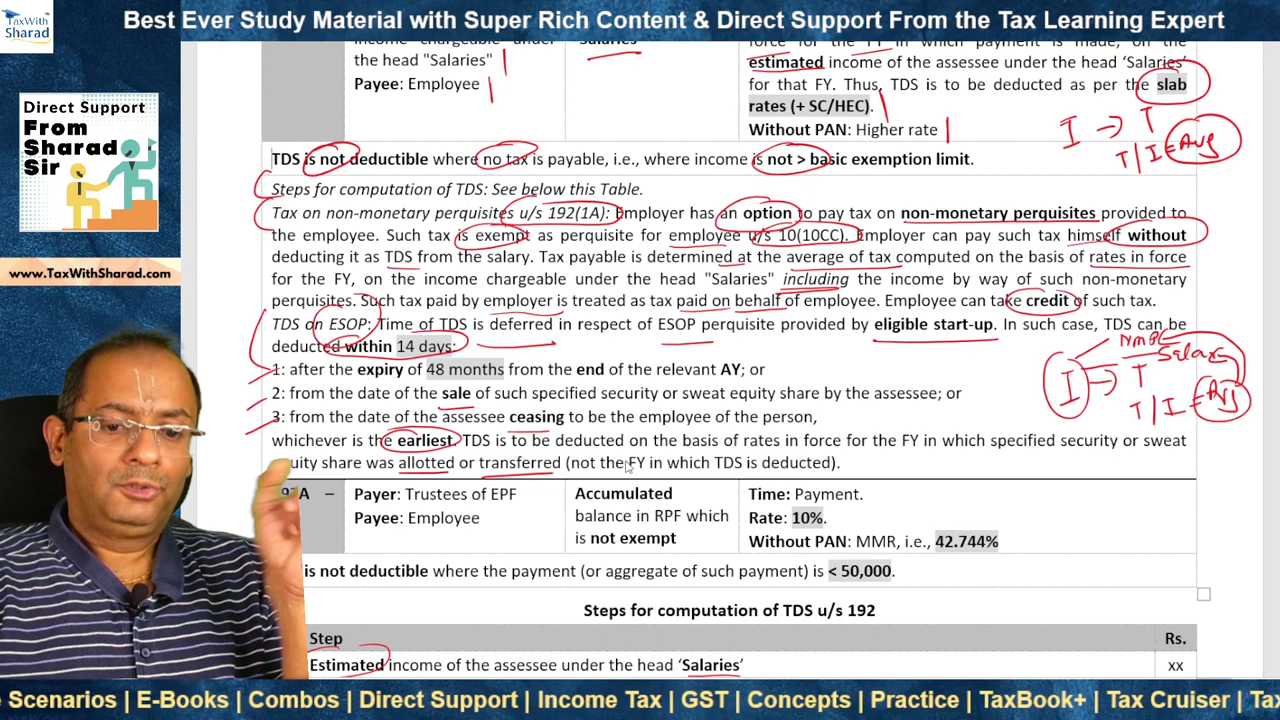 TaxWith
Sharad
Best Ever Study Material with Super Rich Content & Direct Support From the Tax Learning Expert
Direct Support
From
Sharad
Sir
www.TaxWithSharad.com
income chargeable under
the head "Salaries"
Payee: Employee
Salaries
force for the FY in which payment is made, on the
estimated income of the assessee under the head 'Salaries'
for that FY. Thus, TDS is to be deducted as per the slab
rates (+ SC/HEC).
Without PAN: Higher rate
I → T
T/I = Avg
TDS is not deductible where no tax is payable, i.e., where income is not > basic exemption limit.
Steps for computation of TDS: See below this Table.
Tax on non-monetary perquisites u/s 192(1A): Employer has an option to pay tax on non-monetary perquisites provided to
the employee. Such tax is exempt as perquisite for employee u/s 10(10CC). Employer can pay such tax himself without
deducting it as TDS from the salary. Tax payable is determined at the average of tax computed on the basis of rates in force
for the FY, on the income chargeable under the head "Salaries" including the income by way of such non-monetary
perquisites. Such tax paid by employer is treated as tax paid on behalf of employee. Employee can take credit of such tax.
TDS on ESOP: Time of TDS is deferred in respect of ESOP perquisite provided by eligible start-up. In such case, TDS can be
deducted within 14 days:
1: after the expiry of 48 months from the end of the relevant AY; or
2: from the date of the sale of such specified security or sweat equity share by the assessee; or
3: from the date of the assessee ceasing to be the employee of the person,
whichever is the earliest. TDS is to be deducted on the basis of rates in force for the FY in which specified security or sweat
equity share was allotted or transferred (not the FY in which TDS is deducted).
Salary
I → T
T/I = Avg
A –
Payer: Trustees of EPF
Payee: Employee
Accumulated
balance in RPF which
is not exempt
Time: Payment.
Rate: 10%.
Without PAN: MMR, i.e., 42.744%
is not deductible where the payment (or aggregate of such payment) is < 50,000.
Steps for computation of TDS u/s 192
Step Rs.
Estimated income of the assessee under the head 'Salaries' xx
Scenarios | E-Books | Combos | Direct Support | Income Tax | GST | Concepts | Practice | TaxBook+ | Tax Cruiser